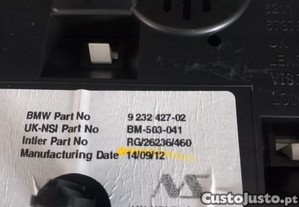 BMW Part No 9 232 427-02
UK-NSI Part No BM-503-041
Intier Part No RG/26236/460
Manufacturing Date 14/09/12
CustoJusto.pt